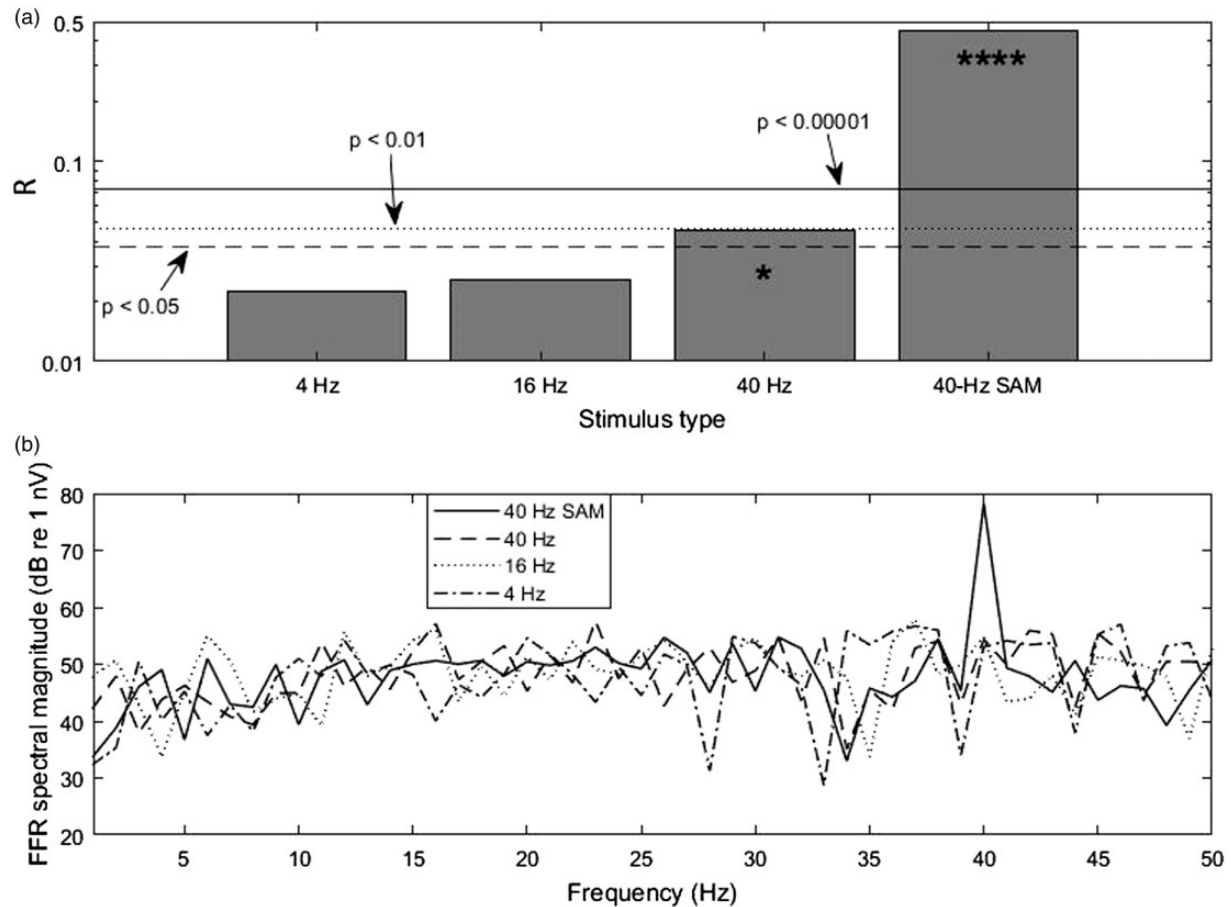 (a)
0.5
0.1
0.01
R
p < 0.01
p < 0.00001
p < 0.05
*
****
4 Hz 16 Hz 40 Hz 40-Hz SAM
Stimulus type
(b)
FFR spectral magnitude (dB re 1 nV)
80
70
60
50
40
30
20
40 Hz SAM
40 Hz
16 Hz
4 Hz
5 10 15 20 25 30 35 40 45 50
Frequency (Hz)